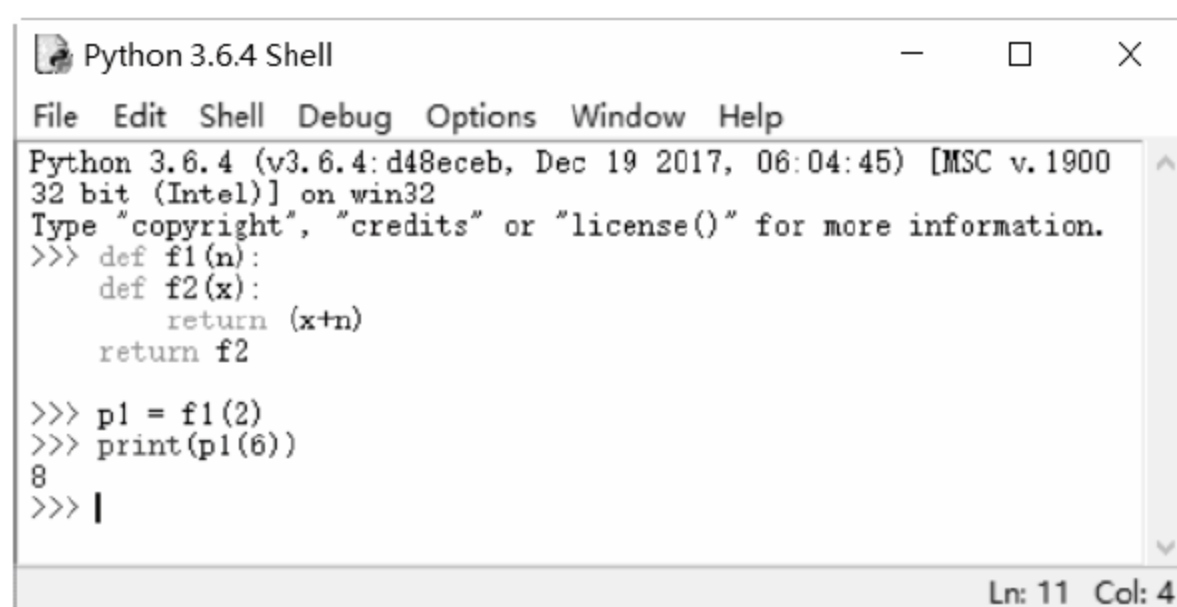 Python 3.6.4 Shell
File Edit Shell Debug Options Window Help
Python 3.6.4 (v3.6.4:d48eceb, Dec 19 2017, 06:04:45) [MSC v.1900
32 bit (Intel)] on win32
Type "copyright", "credits" or "license()" for more information.
>>> def f1(n):
    def f2(x):
        return (x+n)
    return f2
>>> p1 = f1(2)
>>> print(p1(6))
8
>>>
Ln: 11 Col: 4